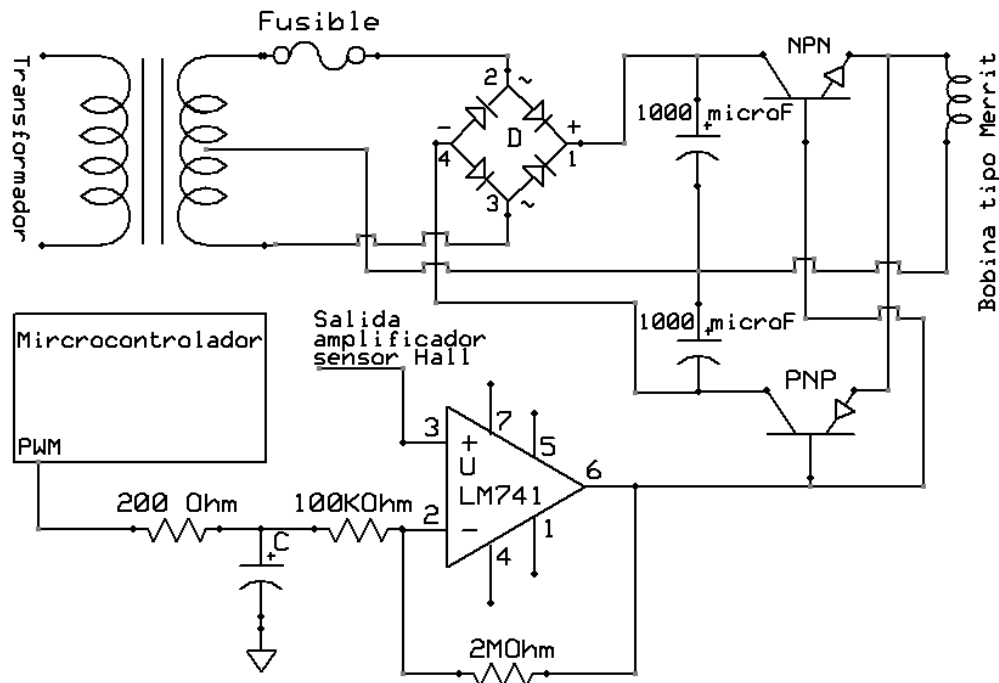 Fusible
Transformador
2
~
NPN
1000 microF
+
-
D
+
4
1
3
~
Bobina tipo Merrit
Mircrocontrolador
PWM
Salida
amplificador
sensor Hall
1000 microF
+
PNP
7
3
+
5
U
6
LM741
2
-
1
4
200 Ohm
100KOhm
C
+
2MOhm